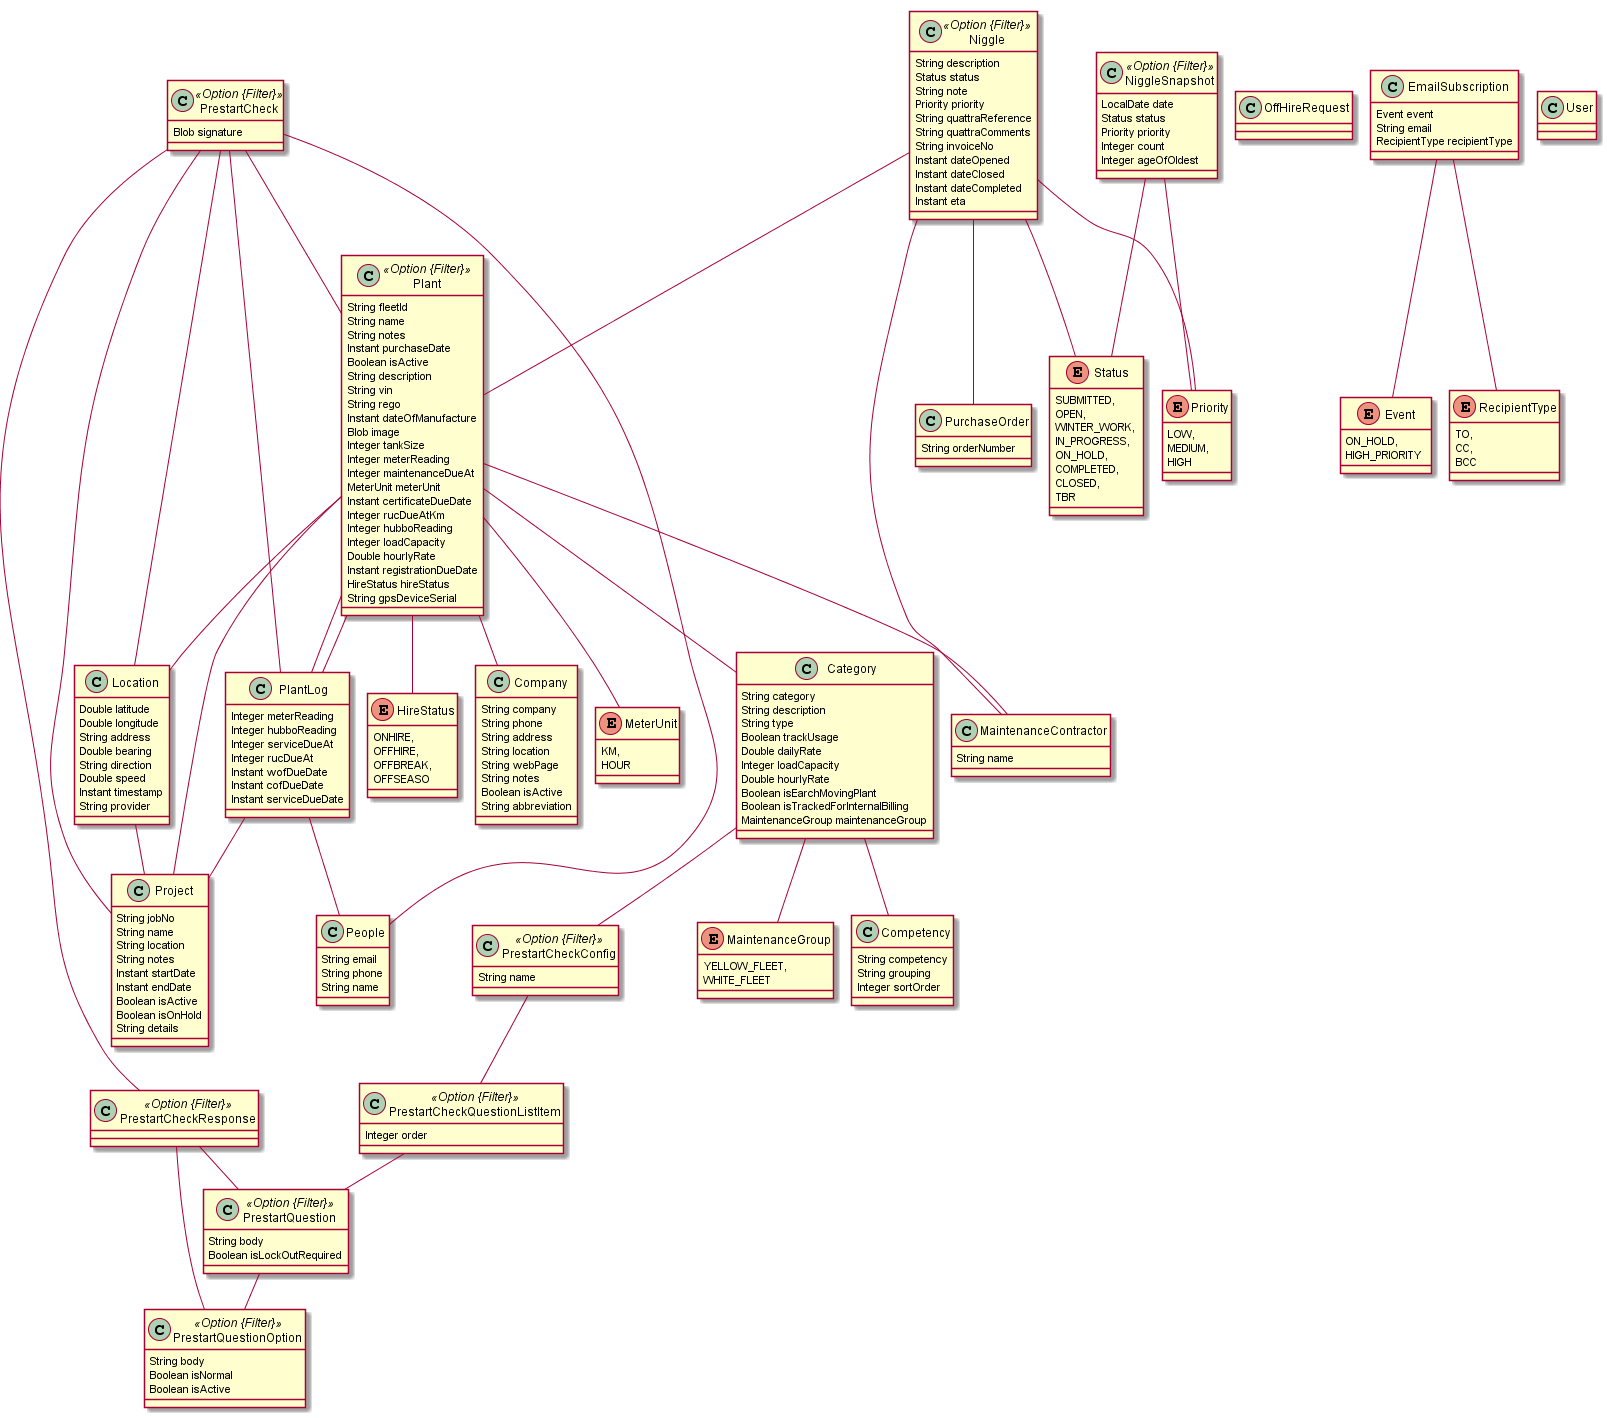 «Option {Filter}»
C Niggle
String description
Status status
String note
Priority priority
String quattraReference
String quattraComments
String invoiceNo
Instant dateOpened
Instant dateClosed
Instant dateCompleted
Instant eta
«Option {Filter}»
C NiggleSnapshot
LocalDate date
Status status
Priority priority
Integer count
Integer ageOfOldest
C OffHireRequest
C EmailSubscription
Event event
String email
RecipientType recipientType
C User
«Option {Filter}»
C PrestartCheck
Blob signature
«Option {Filter}»
C Plant
String fleetId
String name
String notes
Instant purchaseDate
Boolean isActive
String description
String vin
String rego
Instant dateOfManufacture
Blob image
Integer tankSize
Integer meterReading
Integer maintenanceDueAt
MeterUnit meterUnit
Instant certificateDueDate
Integer rucDueAtKm
Integer hubboReading
Integer loadCapacity
Double hourlyRate
Instant registrationDueDate
HireStatus hireStatus
String gpsDeviceSerial
C PurchaseOrder
String orderNumber
E Status
SUBMITTED,
OPEN,
WINTER_WORK,
IN_PROGRESS,
ON_HOLD,
COMPLETED,
CLOSED,
TBR
E Priority
LOW,
MEDIUM,
HIGH
E Event
ON_HOLD,
HIGH_PRIORITY
E RecipientType
TO,
CC,
BCC
C Location
Double latitude
Double longitude
String address
Double bearing
String direction
Double speed
Instant timestamp
String provider
C PlantLog
Integer meterReading
Integer hubboReading
Integer serviceDueAt
Integer rucDueAt
Instant wofDueDate
Instant cofDueDate
Instant serviceDueDate
E HireStatus
ONHIRE,
OFFHIRE,
OFFBREAK,
OFFSEASO
C Company
String company
String phone
String address
String location
String webPage
String notes
Boolean isActive
String abbreviation
E MeterUnit
KM,
HOUR
C Category
String category
String description
String type
Boolean trackUsage
Double dailyRate
Integer loadCapacity
Double hourlyRate
Boolean isEarchMovingPlant
Boolean isTrackedForInternalBilling
MaintenanceGroup maintenanceGroup
C MaintenanceContractor
String name
C Project
String jobNo
String name
String location
String notes
Instant startDate
Instant endDate
Boolean isActive
Boolean isOnHold
String details
C People
String email
String phone
String name
«Option {Filter}»
C PrestartCheckConfig
String name
E MaintenanceGroup
YELLOW_FLEET,
WHITE_FLEET
C Competency
String competency
String grouping
Integer sortOrder
«Option {Filter}»
C PrestartCheckResponse
«Option {Filter}»
C PrestartCheckQuestionListItem
Integer order
«Option {Filter}»
C PrestartQuestion
String body
Boolean isLockOutRequired
«Option {Filter}»
C PrestartQuestionOption
String body
Boolean isNormal
Boolean isActive